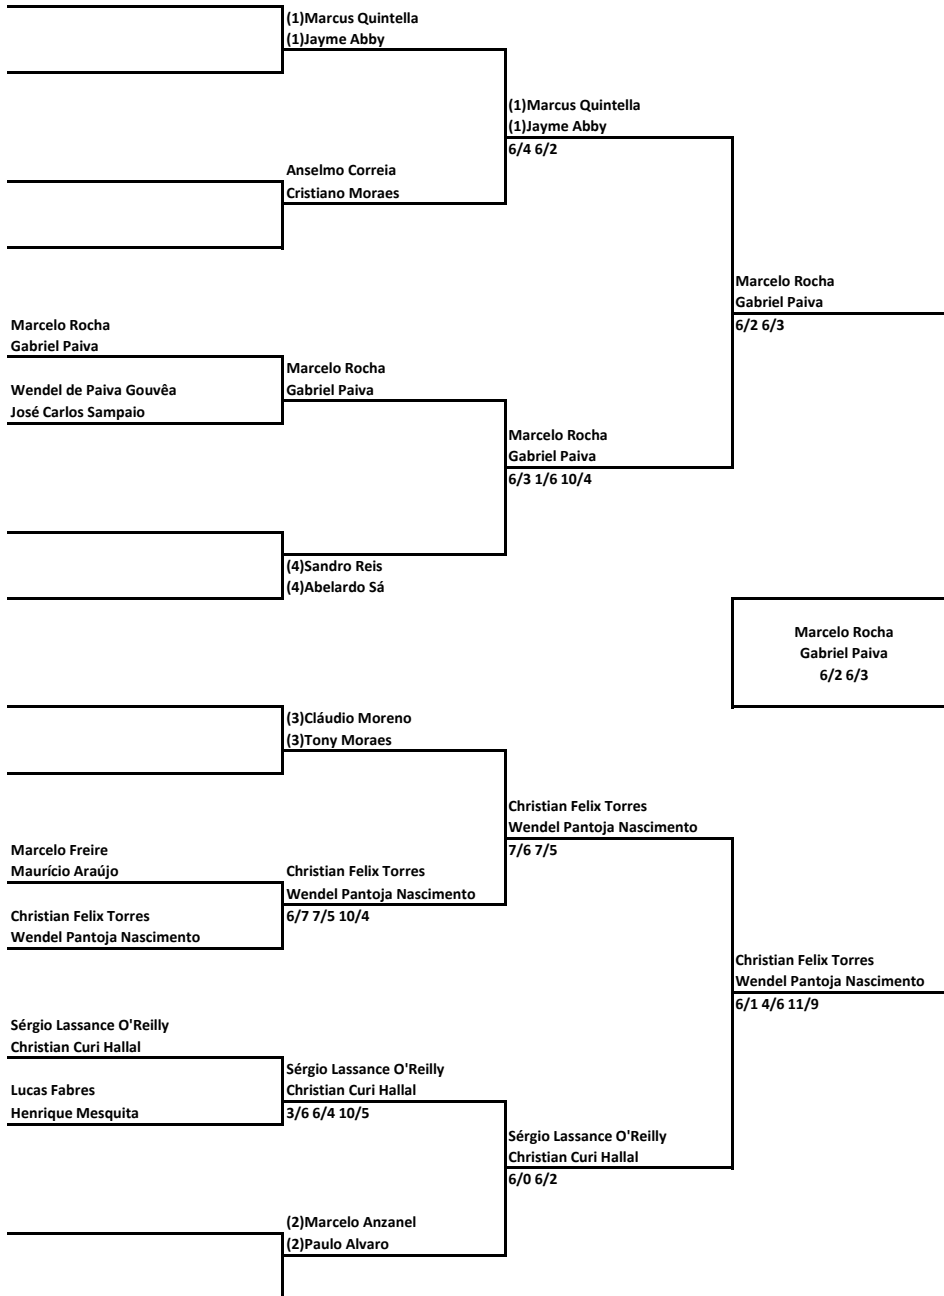 (1)Marcus Quintella
(1)Jayme Abby
(1)Marcus Quintella
(1)Jayme Abby
6/4 6/2
Anselmo Correia
Cristiano Moraes
Marcelo Rocha
Gabriel Paiva
6/2 6/3
Marcelo Rocha
Gabriel Paiva
Marcelo Rocha
Gabriel Paiva
Wendel de Paiva Gouvêa
José Carlos Sampaio
Marcelo Rocha
Gabriel Paiva
6/3 1/6 10/4
(4)Sandro Reis
(4)Abelardo Sá
Marcelo Rocha
Gabriel Paiva
6/2 6/3
(3)Cláudio Moreno
(3)Tony Moraes
Christian Felix Torres
Wendel Pantoja Nascimento
7/6 7/5
Marcelo Freire
Maurício Araújo
Christian Felix Torres
Wendel Pantoja Nascimento
6/7 7/5 10/4
Christian Felix Torres
Wendel Pantoja Nascimento
Christian Felix Torres
Wendel Pantoja Nascimento
6/1 4/6 11/9
Sérgio Lassance O'Reilly
Christian Curi Hallal
Sérgio Lassance O'Reilly
Christian Curi Hallal
3/6 6/4 10/5
Lucas Fabres
Henrique Mesquita
Sérgio Lassance O'Reilly
Christian Curi Hallal
6/0 6/2
(2)Marcelo Anzanel
(2)Paulo Alvaro